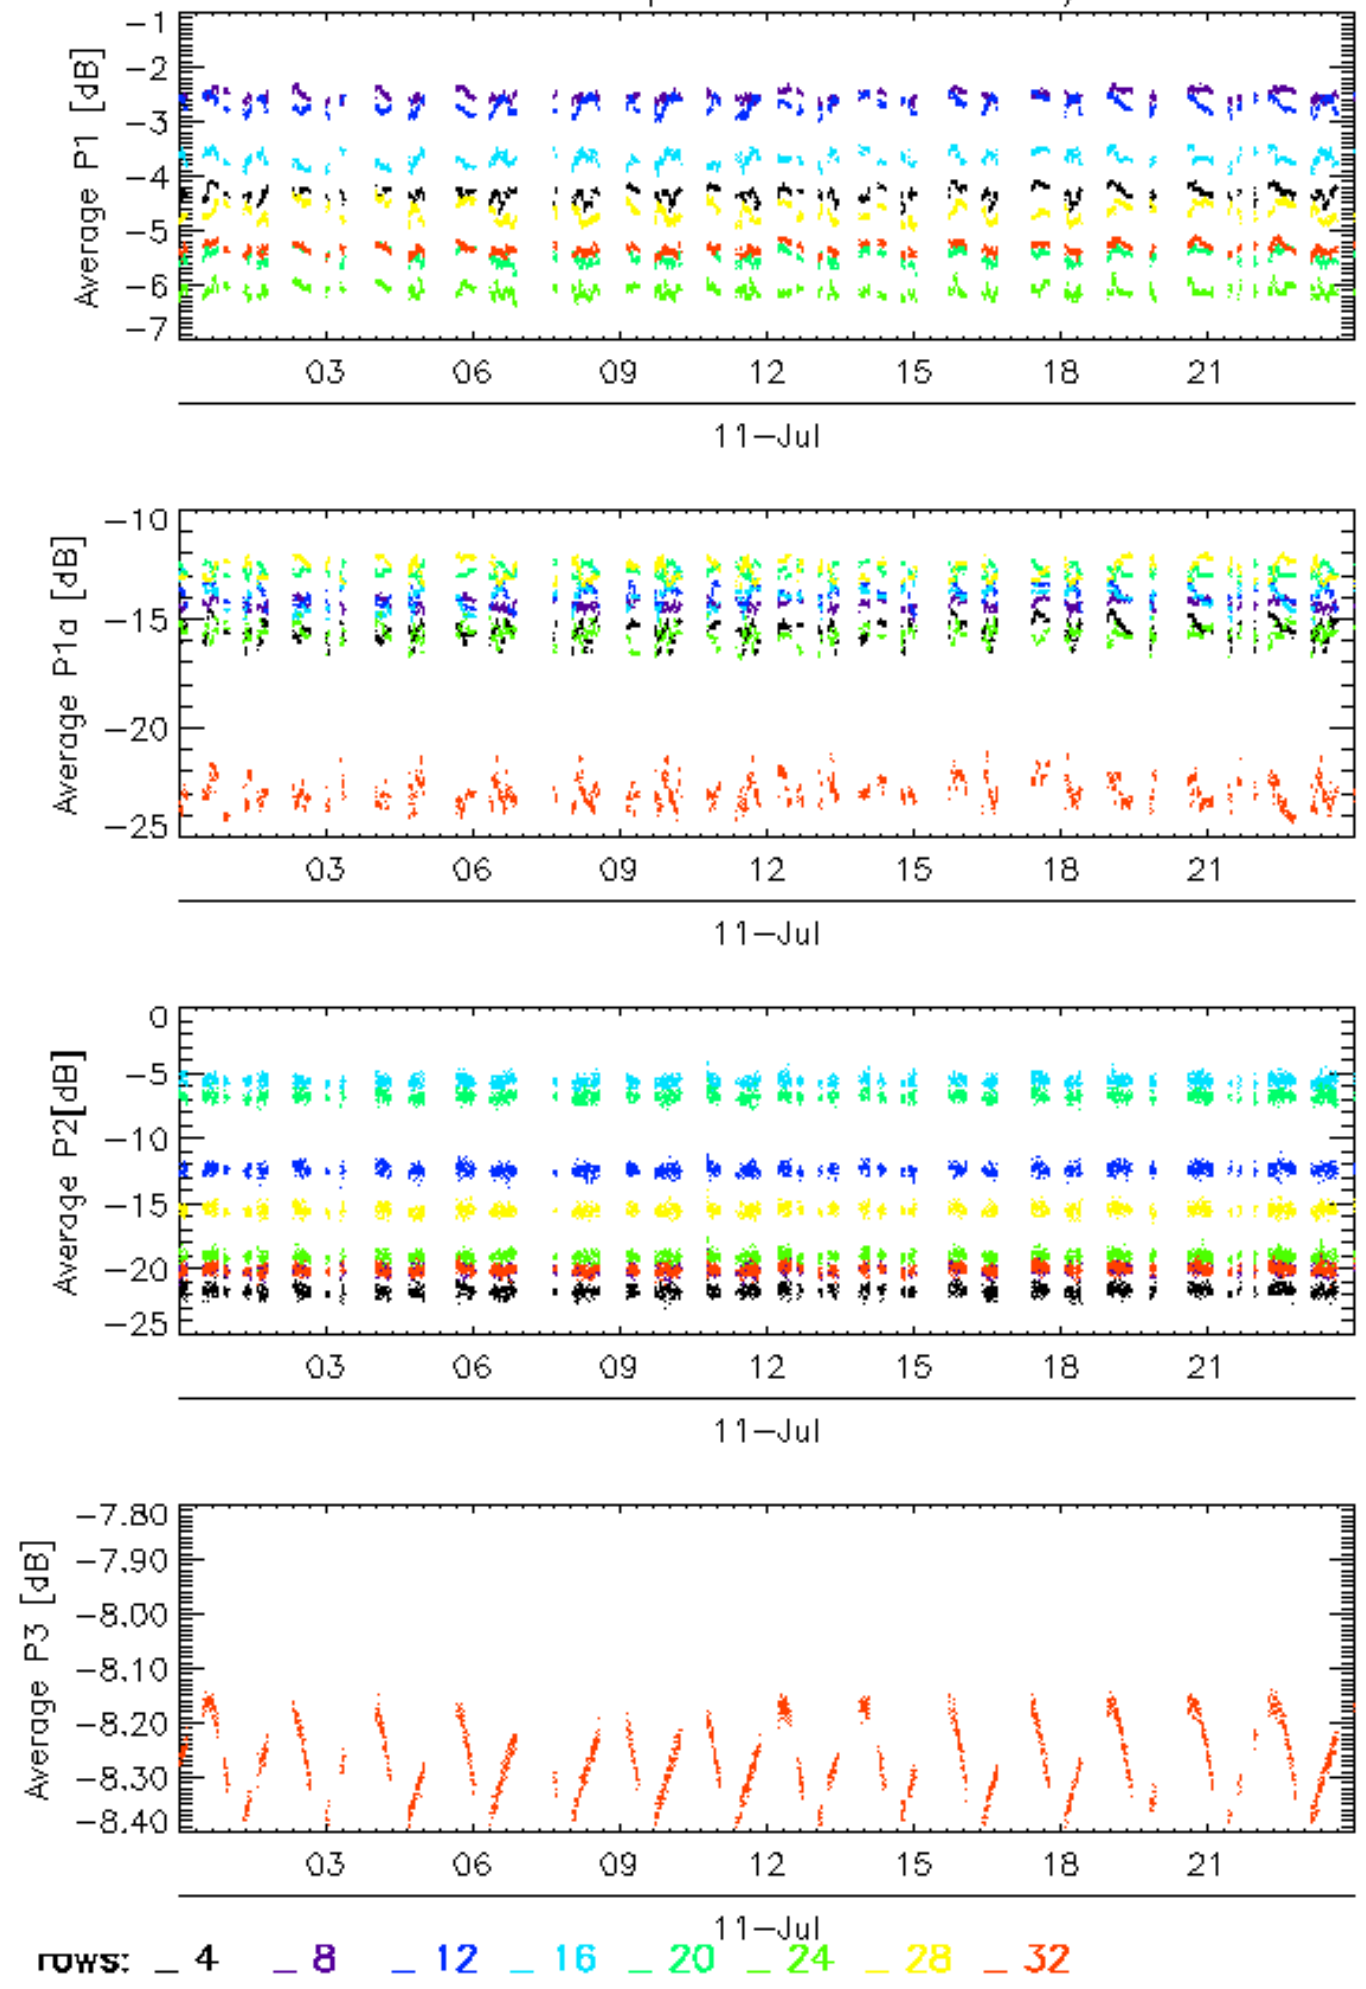 Average P1 [dB]
-1
-2
-3
-4
-5
-6
-7
03 06 09 12 15 18 21
11-Jul
Average P1a [dB]
-10
-15
-20
-25
03 06 09 12 15 18 21
11-Jul
Average P2[dB]
0
-5
-10
-15
-20
-25
03 06 09 12 15 18 21
11-Jul
Average P3 [dB]
-7.80
-7.90
-8.00
-8.10
-8.20
-8.30
-8.40
03 06 09 12 15 18 21
11-Jul
rows: _ 4 _ 8 _ 12 _ 16 _ 20 _ 24 _ 28 _ 32